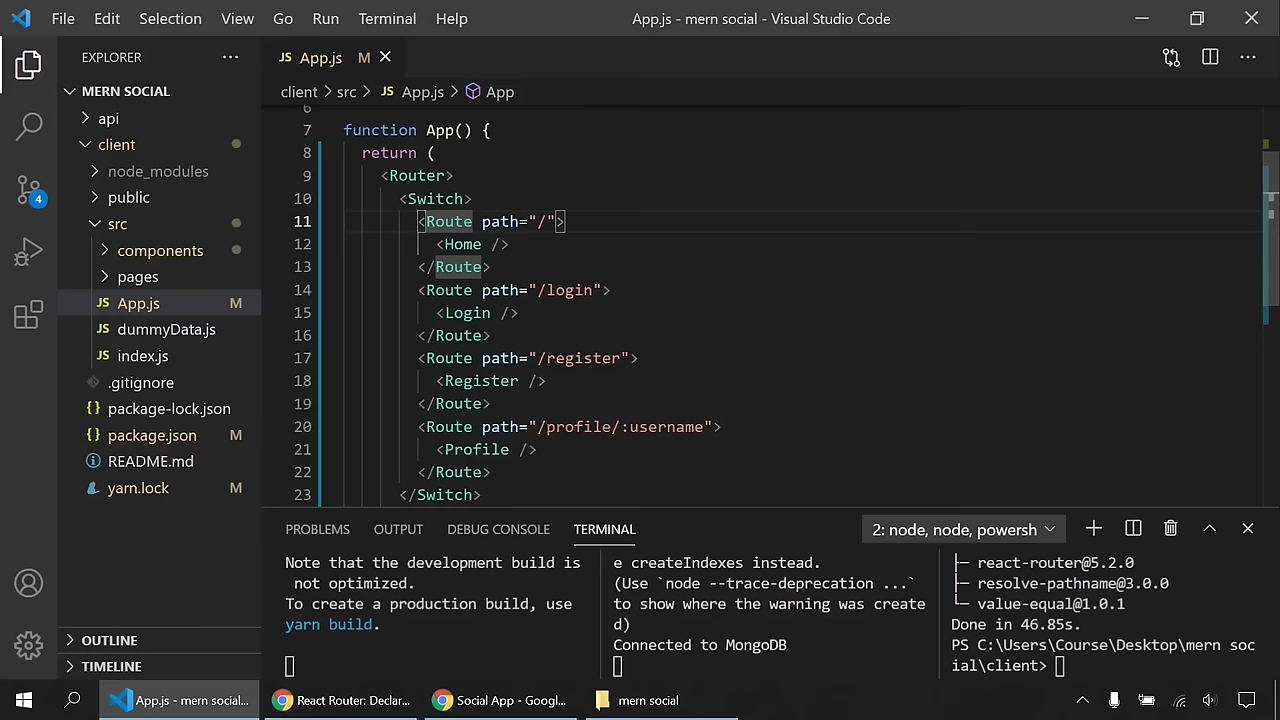 File Edit Selection View Go Run Terminal Help
App.js - mern social - Visual Studio Code
EXPLORER
MERN SOCIAL
api
client
node_modules
public
src
components
pages
JS App.js M
JS dummyData.js
JS index.js
.gitignore
{} package-lock.json
{} package.json M
README.md
yarn.lock M
OUTLINE
TIMELINE
4
JS App.js M
client > src > JS App.js > App
6
7 function App() {
8 return (
9 <Router>
10 <Switch>
11 <Route path="/">
12 <Home />
13 </Route>
14 <Route path="/login">
15 <Login />
16 </Route>
17 <Route path="/register">
18 <Register />
19 </Route>
20 <Route path="/profile/:username">
21 <Profile />
22 </Route>
23 </Switch>
PROBLEMS OUTPUT DEBUG CONSOLE TERMINAL
2: node, node, powersh
Note that the development build is
not optimized.
To create a production build, use
yarn build.
e createIndexes instead.
(Use `node --trace-deprecation ...`
to show where the warning was create
d)
Connected to MongoDB
├─ react-router@5.2.0
├─ resolve-pathname@3.0.0
└─ value-equal@1.0.1
Done in 46.85s.
PS C:\Users\Course\Desktop\mern soc
ial\client>
App.js - mern social...
React Router: Declar...
Social App - Googl...
mern social